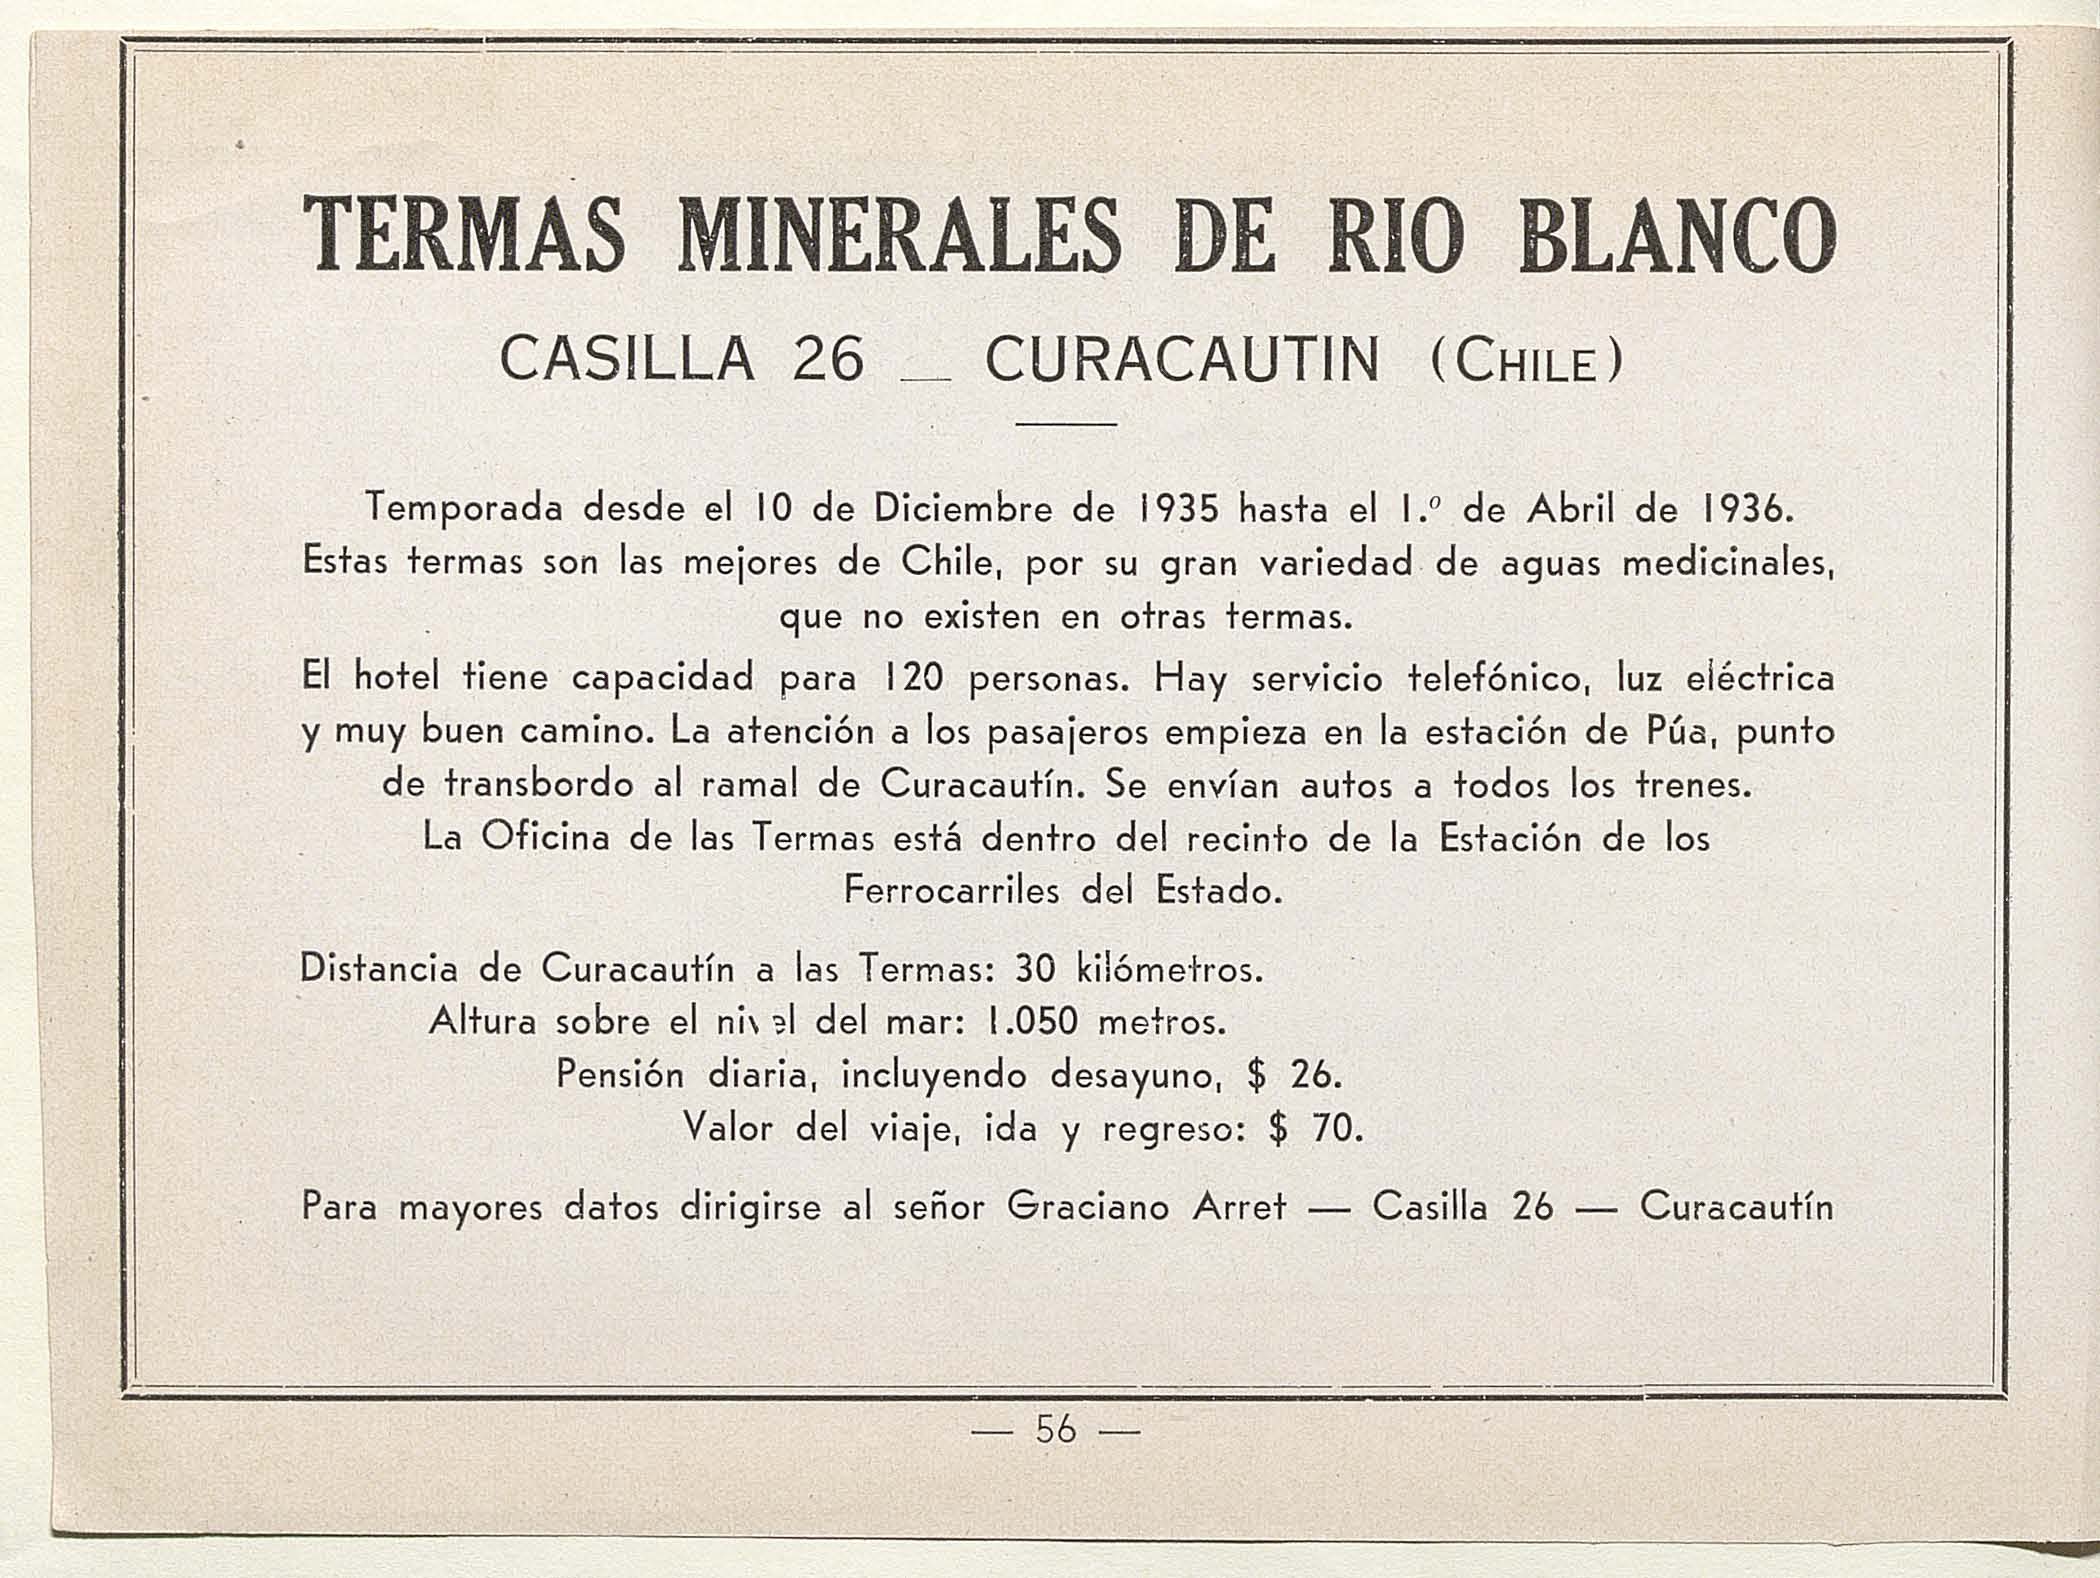 TERMAS MINERALES DE RIO BLANCO
CASILLA 26 — CURACAUTIN (CHILE)
Temporada desde el 10 de Diciembre de 1935 hasta el 1.º de Abril de 1936.
Estas termas son las mejores de Chile, por su gran variedad de aguas medicinales,
que no existen en otras termas.
El hotel tiene capacidad para 120 personas. Hay servicio telefónico, luz eléctrica
y muy buen camino. La atención a los pasajeros empieza en la estación de Púa, punto
de transbordo al ramal de Curacautín. Se envían autos a todos los trenes.
La Oficina de las Termas está dentro del recinto de la Estación de los
Ferrocarriles del Estado.
Distancia de Curacautín a las Termas: 30 kilómetros.
Altura sobre el nivel del mar: 1.050 metros.
Pensión diaria, incluyendo desayuno, $ 26.
Valor del viaje, ida y regreso: $ 70.
Para mayores datos dirigirse al señor Graciano Arret — Casilla 26 — Curacautín
— 56 —